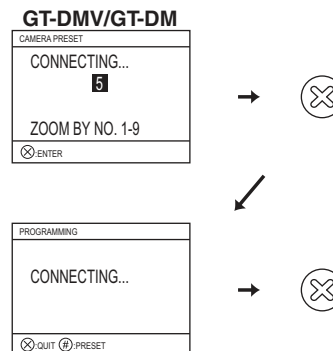 GT-DMV/GT-DM
CAMERA PRESET
CONNECTING...
5
ZOOM BY NO. 1-9
Ⓧ:ENTER
PROGRAMMING
CONNECTING...
Ⓧ:QUIT (#):PRESET